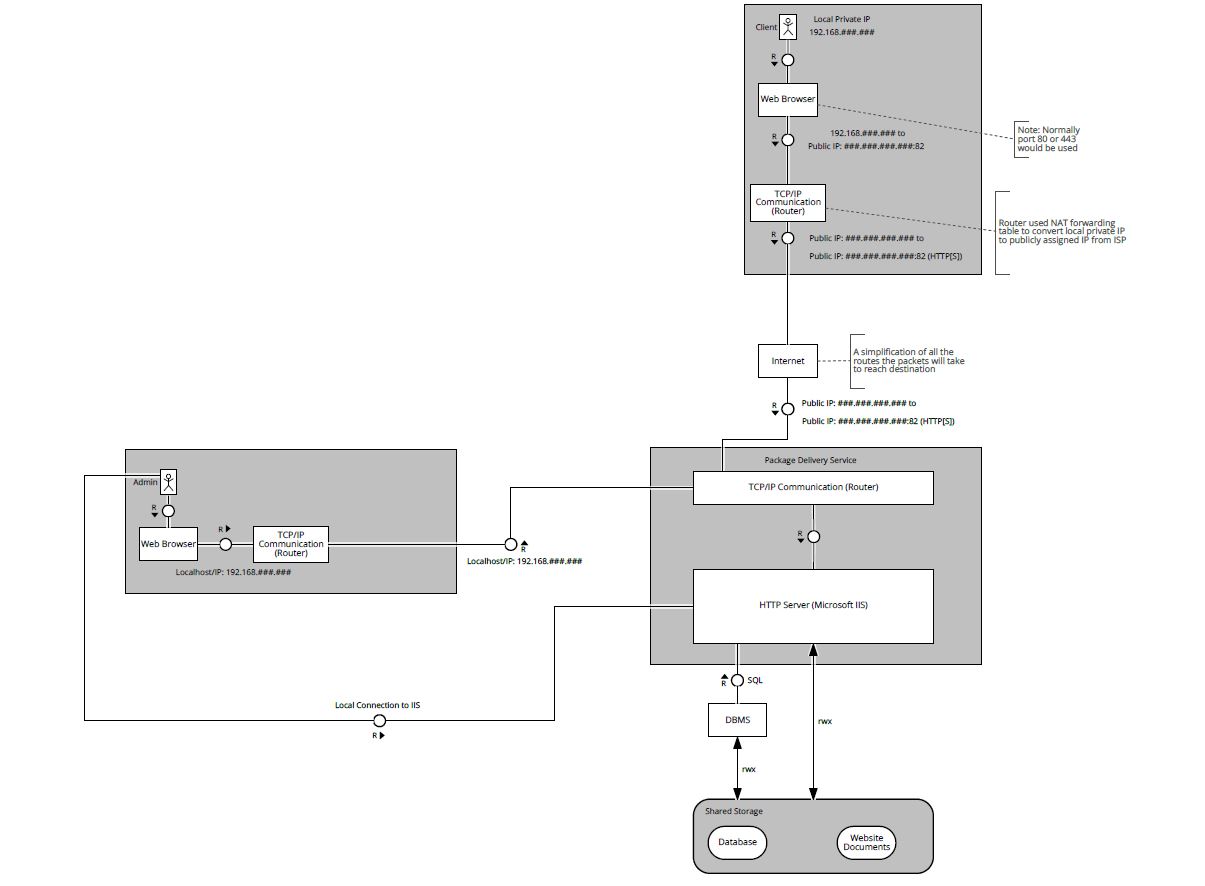 Client
Local Private IP
192.168.###.###
R
Web Browser
R
192.168.###.### to
Public IP: ###.###.###.###:82
Note: Normally
port 80 or 443
would be used
TCP/IP
Communication
(Router)
R
Public IP: ###.###.###.### to
Public IP: ###.###.###.###:82 (HTTP[S])
Router used NAT forwarding
table to convert local private IP
to publicly assigned IP from ISP
Internet
A simplification of all the
routes the packets will take
to reach destination
R
Public IP: ###.###.###.### to
Public IP: ###.###.###.###:82 (HTTP[S])
Admin
R
Web Browser
R
TCP/IP
Communication
(Router)
Localhost/IP: 192.168.###.###
R
Localhost/IP: 192.168.###.###
Package Delivery Service
TCP/IP Communication (Router)
R
HTTP Server (Microsoft IIS)
Local Connection to IIS
R
R
SQL
DBMS
rwx
rwx
Shared Storage
Database
Website
Documents